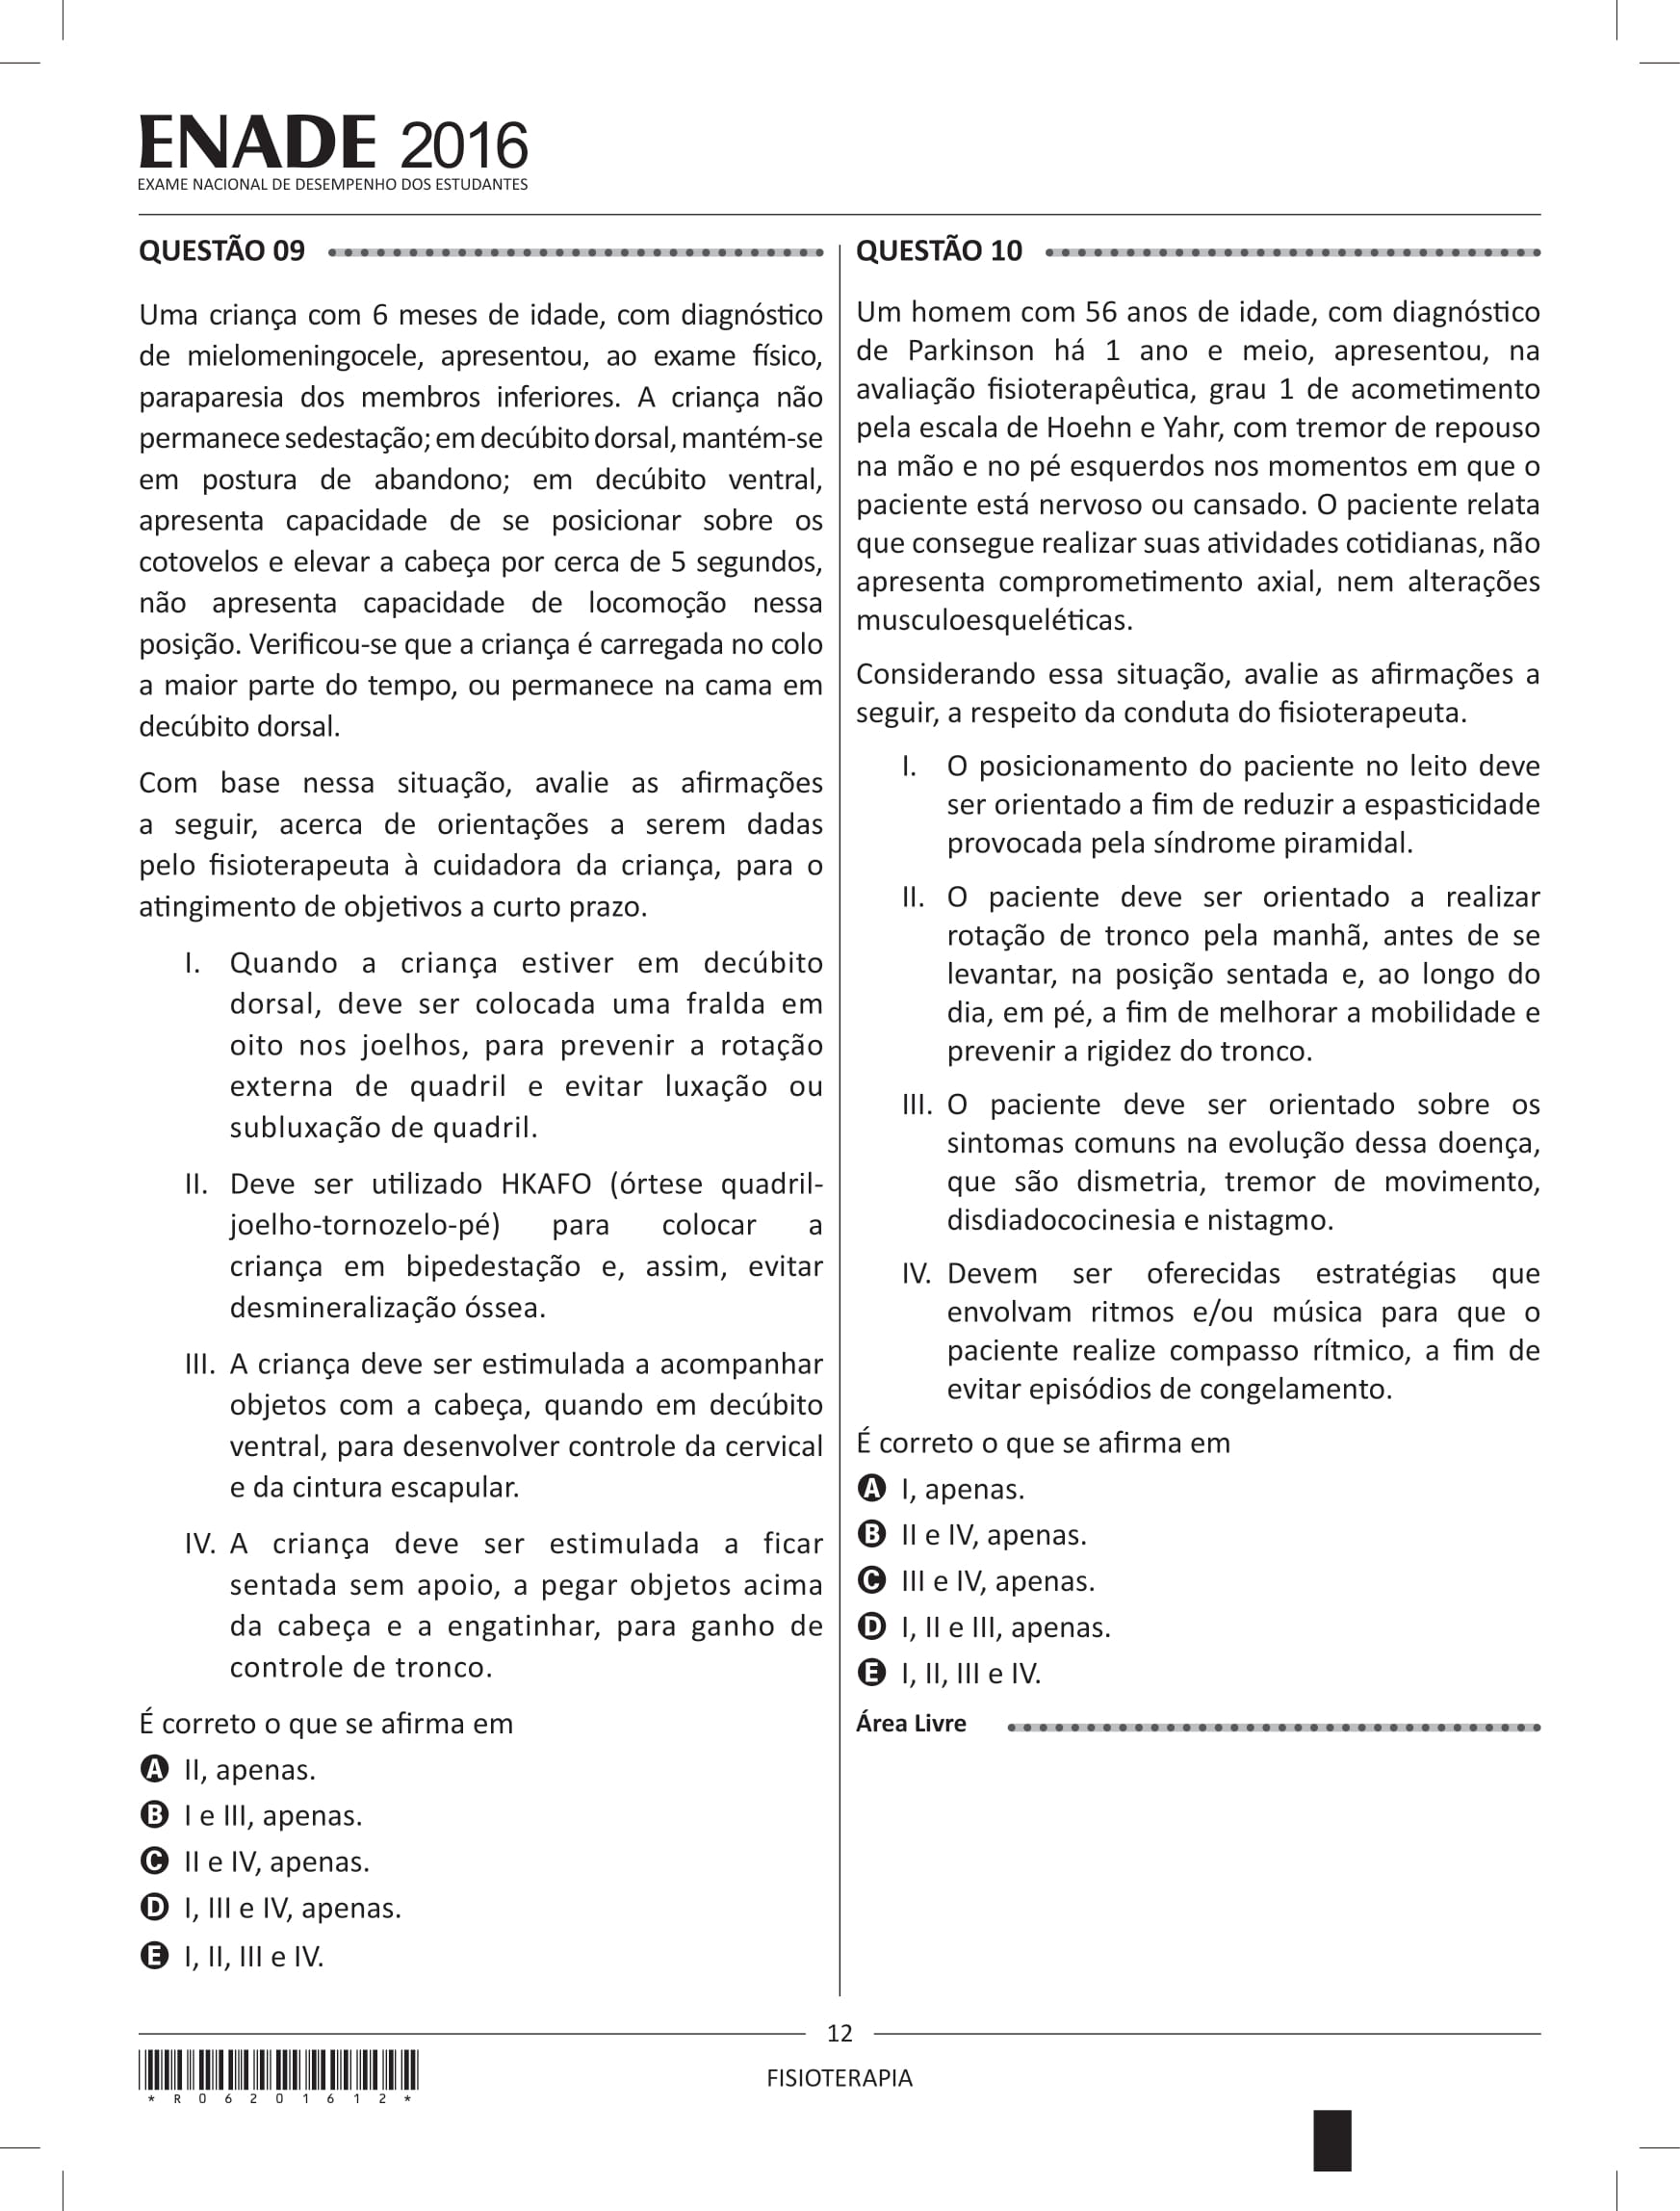 ENADE 2016
EXAME NACIONAL DE DESEMPENHO DOS ESTUDANTES
QUESTÃO 09
Uma criança com 6 meses de idade, com diagnóstico
de mielomeningocele, apresentou, ao exame físico,
paraparesia dos membros inferiores. A criança não
permanece sedestação; em decúbito dorsal, mantém-se
em postura de abandono; em decúbito ventral,
apresenta capacidade de se posicionar sobre os
cotovelos e elevar a cabeça por cerca de 5 segundos,
não apresenta capacidade de locomoção nessa
posição. Verificou-se que a criança é carregada no colo
a maior parte do tempo, ou permanece na cama em
decúbito dorsal.
Com base nessa situação, avalie as afirmações
a seguir, acerca de orientações a serem dadas
pelo fisioterapeuta à cuidadora da criança, para o
atingimento de objetivos a curto prazo.
I. Quando a criança estiver em decúbito
dorsal, deve ser colocada uma fralda em
oito nos joelhos, para prevenir a rotação
externa de quadril e evitar luxação ou
subluxação de quadril.
II. Deve ser utilizado HKAFO (órtese quadril-
joelho-tornozelo-pé) para colocar a
criança em bipedestação e, assim, evitar
desmineralização óssea.
III. A criança deve ser estimulada a acompanhar
objetos com a cabeça, quando em decúbito
ventral, para desenvolver controle da cervical
e da cintura escapular.
IV. A criança deve ser estimulada a ficar
sentada sem apoio, a pegar objetos acima
da cabeça e a engatinhar, para ganho de
controle de tronco.
É correto o que se afirma em
A II, apenas.
B I e III, apenas.
C II e IV, apenas.
D I, III e IV, apenas.
E I, II, III e IV.
QUESTÃO 10
Um homem com 56 anos de idade, com diagnóstico
de Parkinson há 1 ano e meio, apresentou, na
avaliação fisioterapêutica, grau 1 de acometimento
pela escala de Hoehn e Yahr, com tremor de repouso
na mão e no pé esquerdos nos momentos em que o
paciente está nervoso ou cansado. O paciente relata
que consegue realizar suas atividades cotidianas, não
apresenta comprometimento axial, nem alterações
musculoesqueléticas.
Considerando essa situação, avalie as afirmações a
seguir, a respeito da conduta do fisioterapeuta.
I. O posicionamento do paciente no leito deve
ser orientado a fim de reduzir a espasticidade
provocada pela síndrome piramidal.
II. O paciente deve ser orientado a realizar
rotação de tronco pela manhã, antes de se
levantar, na posição sentada e, ao longo do
dia, em pé, a fim de melhorar a mobilidade e
prevenir a rigidez do tronco.
III. O paciente deve ser orientado sobre os
sintomas comuns na evolução dessa doença,
que são dismetria, tremor de movimento,
disdiadococinesia e nistagmo.
IV. Devem ser oferecidas estratégias que
envolvam ritmos e/ou música para que o
paciente realize compasso rítmico, a fim de
evitar episódios de congelamento.
É correto o que se afirma em
A I, apenas.
B II e IV, apenas.
C III e IV, apenas.
D I, II e III, apenas.
E I, II, III e IV.
Área Livre
12
FISIOTERAPIA
* R 0 6 2 0 1 6 1 2 *